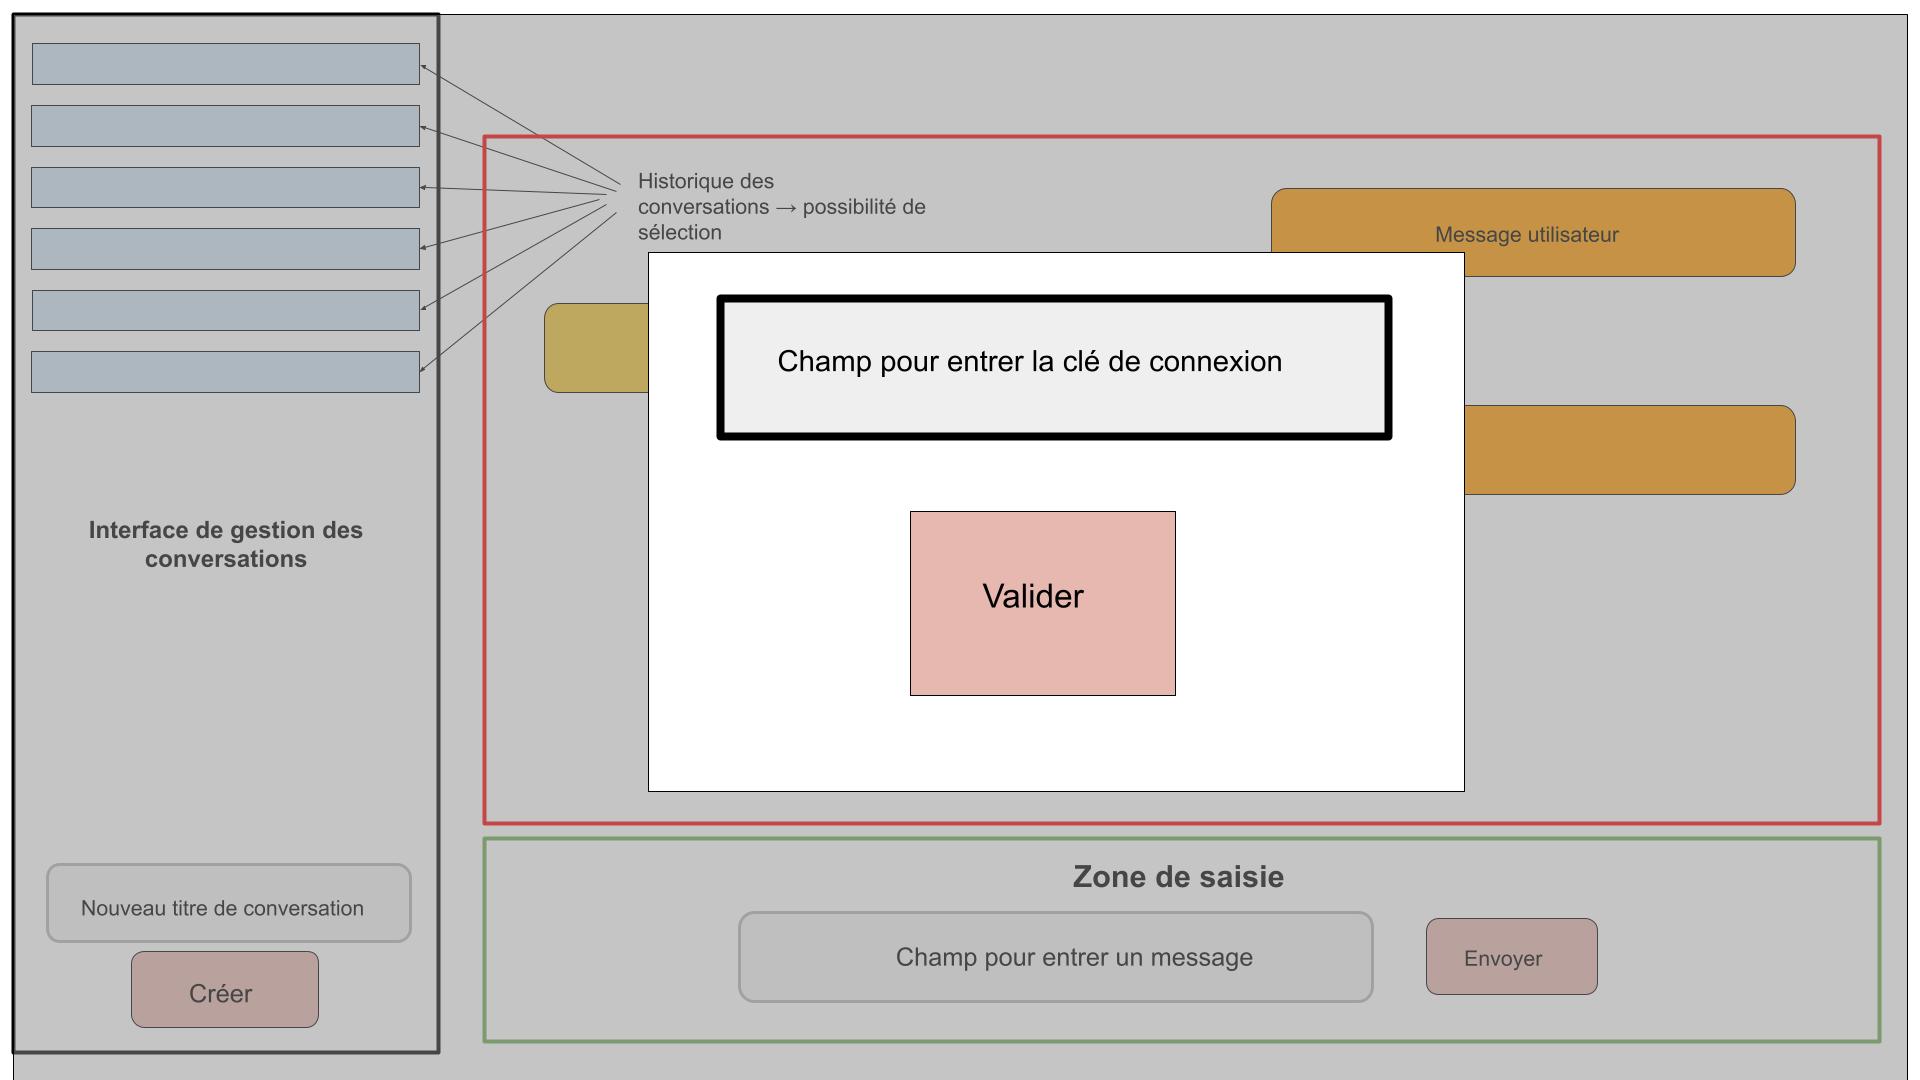 Historique des
conversations → possibilité de
sélection
Message utilisateur
Champ pour entrer la clé de connexion
Valider
Interface de gestion des
conversations
Nouveau titre de conversation
Créer
Zone de saisie
Champ pour entrer un message
Envoyer